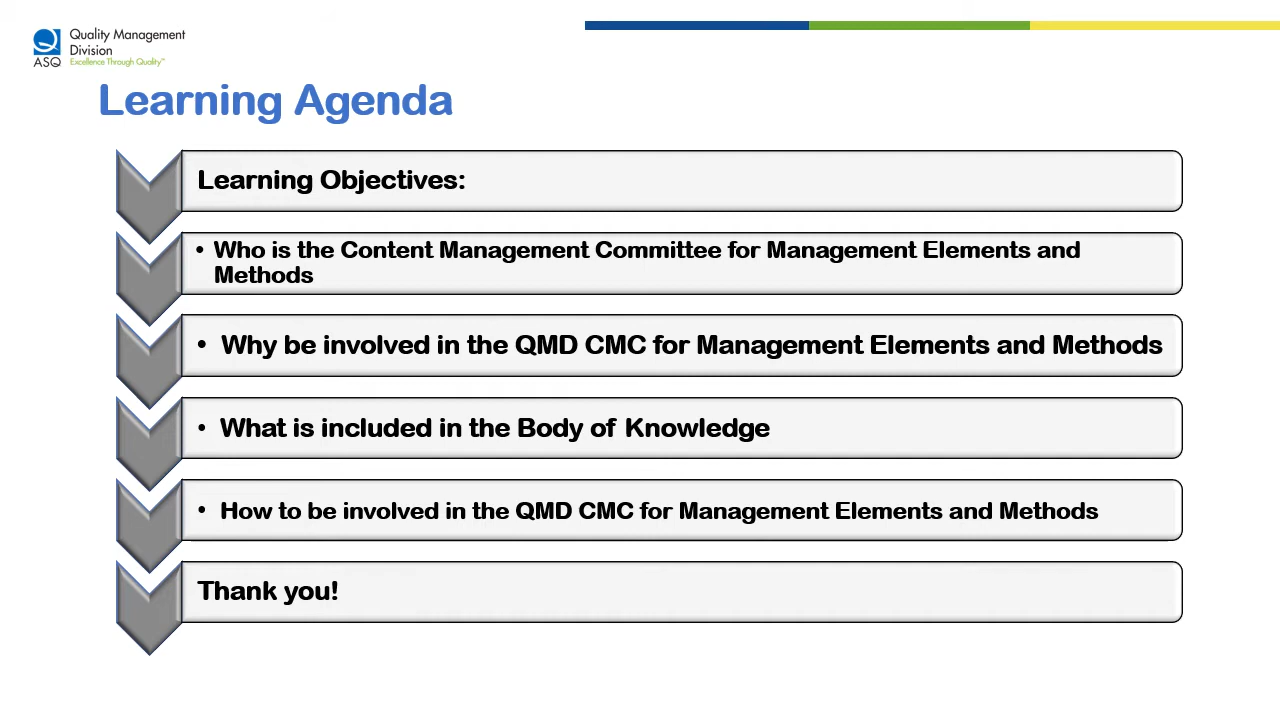 Quality Management
Division
ASQ Excellence Through Quality™
Learning Agenda
Learning Objectives:
• Who is the Content Management Committee for Management Elements and
Methods
• Why be involved in the QMD CMC for Management Elements and Methods
• What is included in the Body of Knowledge
• How to be involved in the QMD CMC for Management Elements and Methods
Thank you!